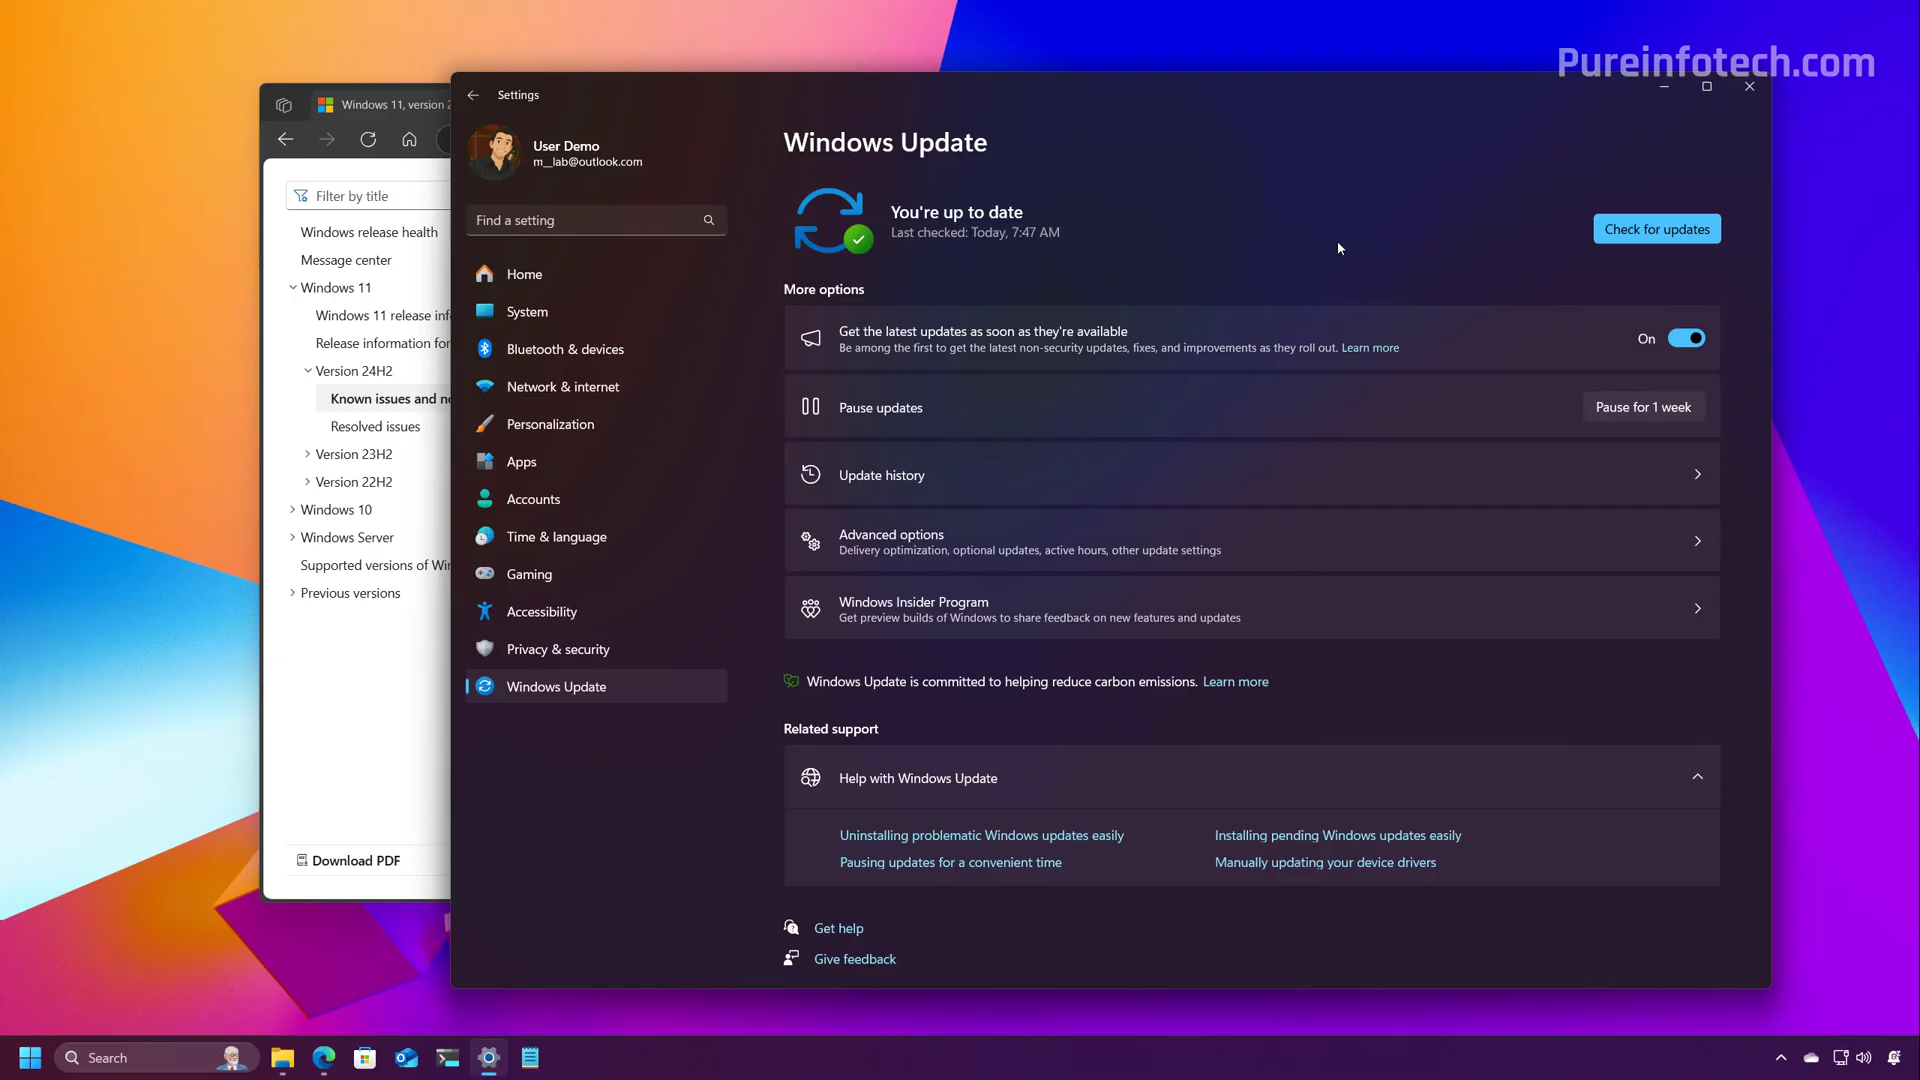 Pureinfotech.com
Windows 11, version 2
Filter by title
Windows release health
Message center
Windows 11
Windows 11 release inf
Release information for
Version 24H2
Known issues and no
Resolved issues
Version 23H2
Version 22H2
Windows 10
Windows Server
Supported versions of Wi
Previous versions
Download PDF
Settings
User Demo
m__lab@outlook.com
Find a setting
Home
System
Bluetooth & devices
Network & internet
Personalization
Apps
Accounts
Time & language
Gaming
Accessibility
Privacy & security
Windows Update
Windows Update
You're up to date
Last checked: Today, 7:47 AM
Check for updates
More options
Get the latest updates as soon as they're available
Be among the first to get the latest non-security updates, fixes, and improvements as they roll out. Learn more
On
Pause updates
Pause for 1 week
Update history
Advanced options
Delivery optimization, optional updates, active hours, other update settings
Windows Insider Program
Get preview builds of Windows to share feedback on new features and updates
Windows Update is committed to helping reduce carbon emissions. Learn more
Related support
Help with Windows Update
Uninstalling problematic Windows updates easily
Installing pending Windows updates easily
Pausing updates for a convenient time
Manually updating your device drivers
Get help
Give feedback
Search